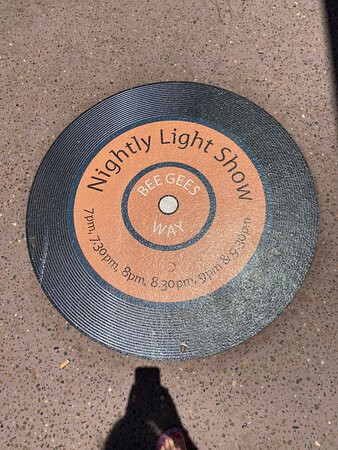 Nightly Light Show
BEE GEES
WAY
7pm, 7.30pm, 8pm, 8.30pm, 9pm & 9.30pm